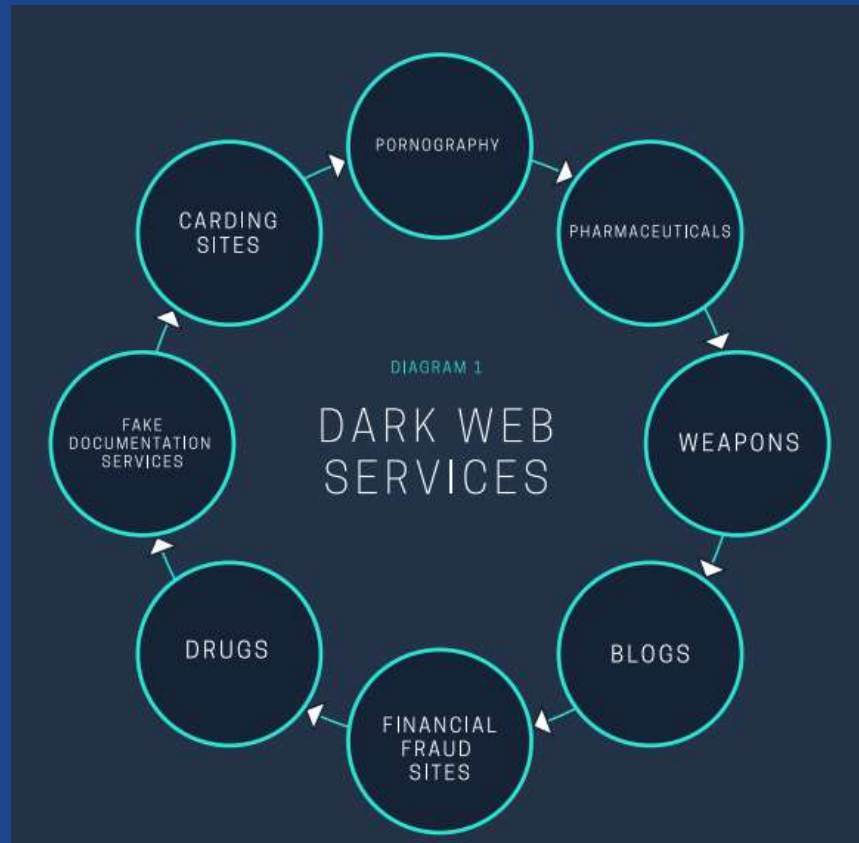 DIAGRAM 1
DARK WEB
SERVICES
PORNOGRAPHY
PHARMACEUTICALS
WEAPONS
BLOGS
FINANCIAL
FRAUD
SITES
DRUGS
FAKE
DOCUMENTATION
SERVICES
CARDING
SITES